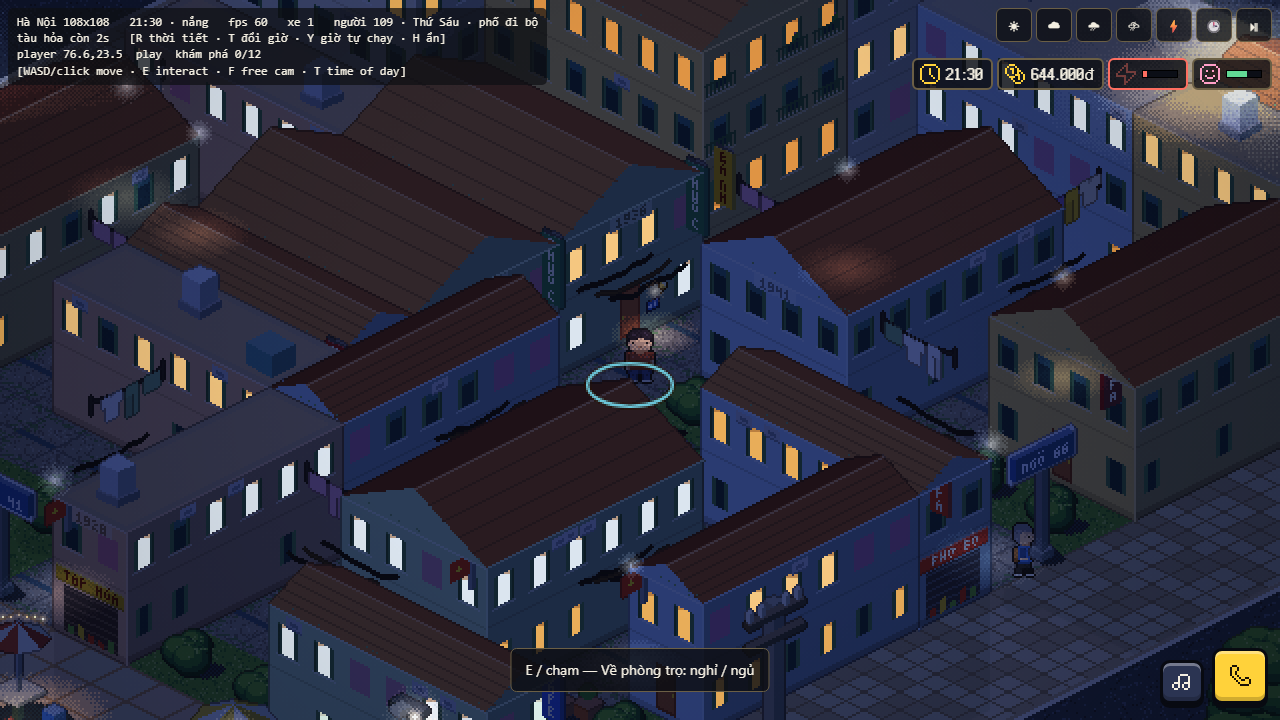 Hà Nội 108x108 21:30 · nắng fps 60 xe 1 người 109 · Thứ Sáu · phố đi bộ
tàu hỏa còn 2s [R thời tiết · T đổi giờ · Y giờ tự chạy · H ẩn]
player 76.6,23.5 play khám phá 0/12
[WASD/click move · E interact · F free cam · T time of day]
21:30
644.000đ
1938
1941
NGÕ 66
41
1928
TẠP HÓA
PHỞ BÒ
E / chạm — Về phòng trọ: nghỉ / ngủ